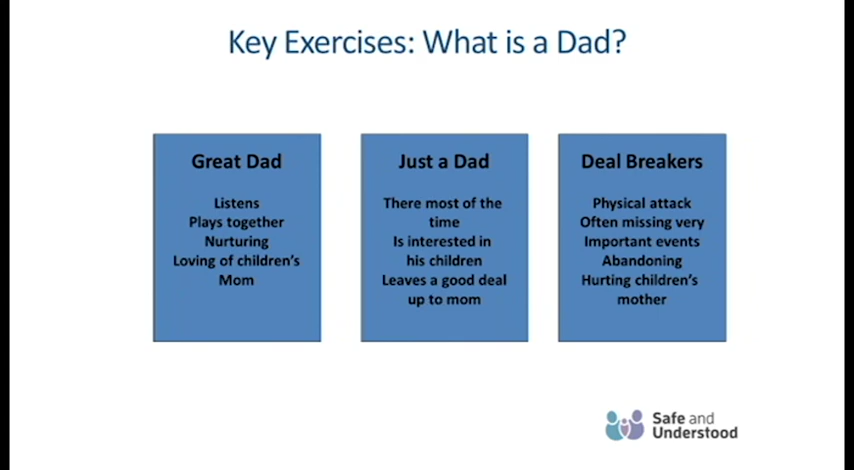 Key Exercises: What is a Dad?
Great Dad
Listens
Plays together
Nurturing
Loving of children's
Mom
Just a Dad
There most of the
time
Is interested in
his children
Leaves a good deal
up to mom
Deal Breakers
Physical attack
Often missing very
Important events
Abandoning
Hurting children's
mother
Safe and
Understood